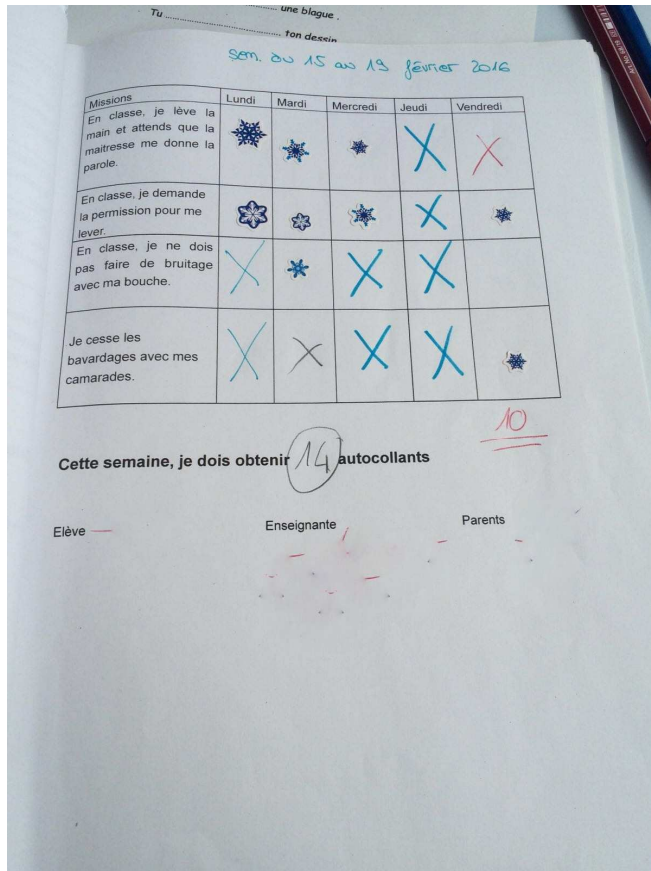 Tu .................... une blague .
.................... ton dessin
sem. du 15 au 19 février 2016
Missions Lundi Mardi Mercredi Jeudi Vendredi
En classe, je lève la
main et attends que la
maitresse me donne la
parole.
En classe, je demande
la permission pour me
lever.
En classe, je ne dois
pas faire de bruitage
avec ma bouche.
Je cesse les
bavardages avec mes
camarades.
10
Cette semaine, je dois obtenir 14 autocollants
Elève Enseignante Parents